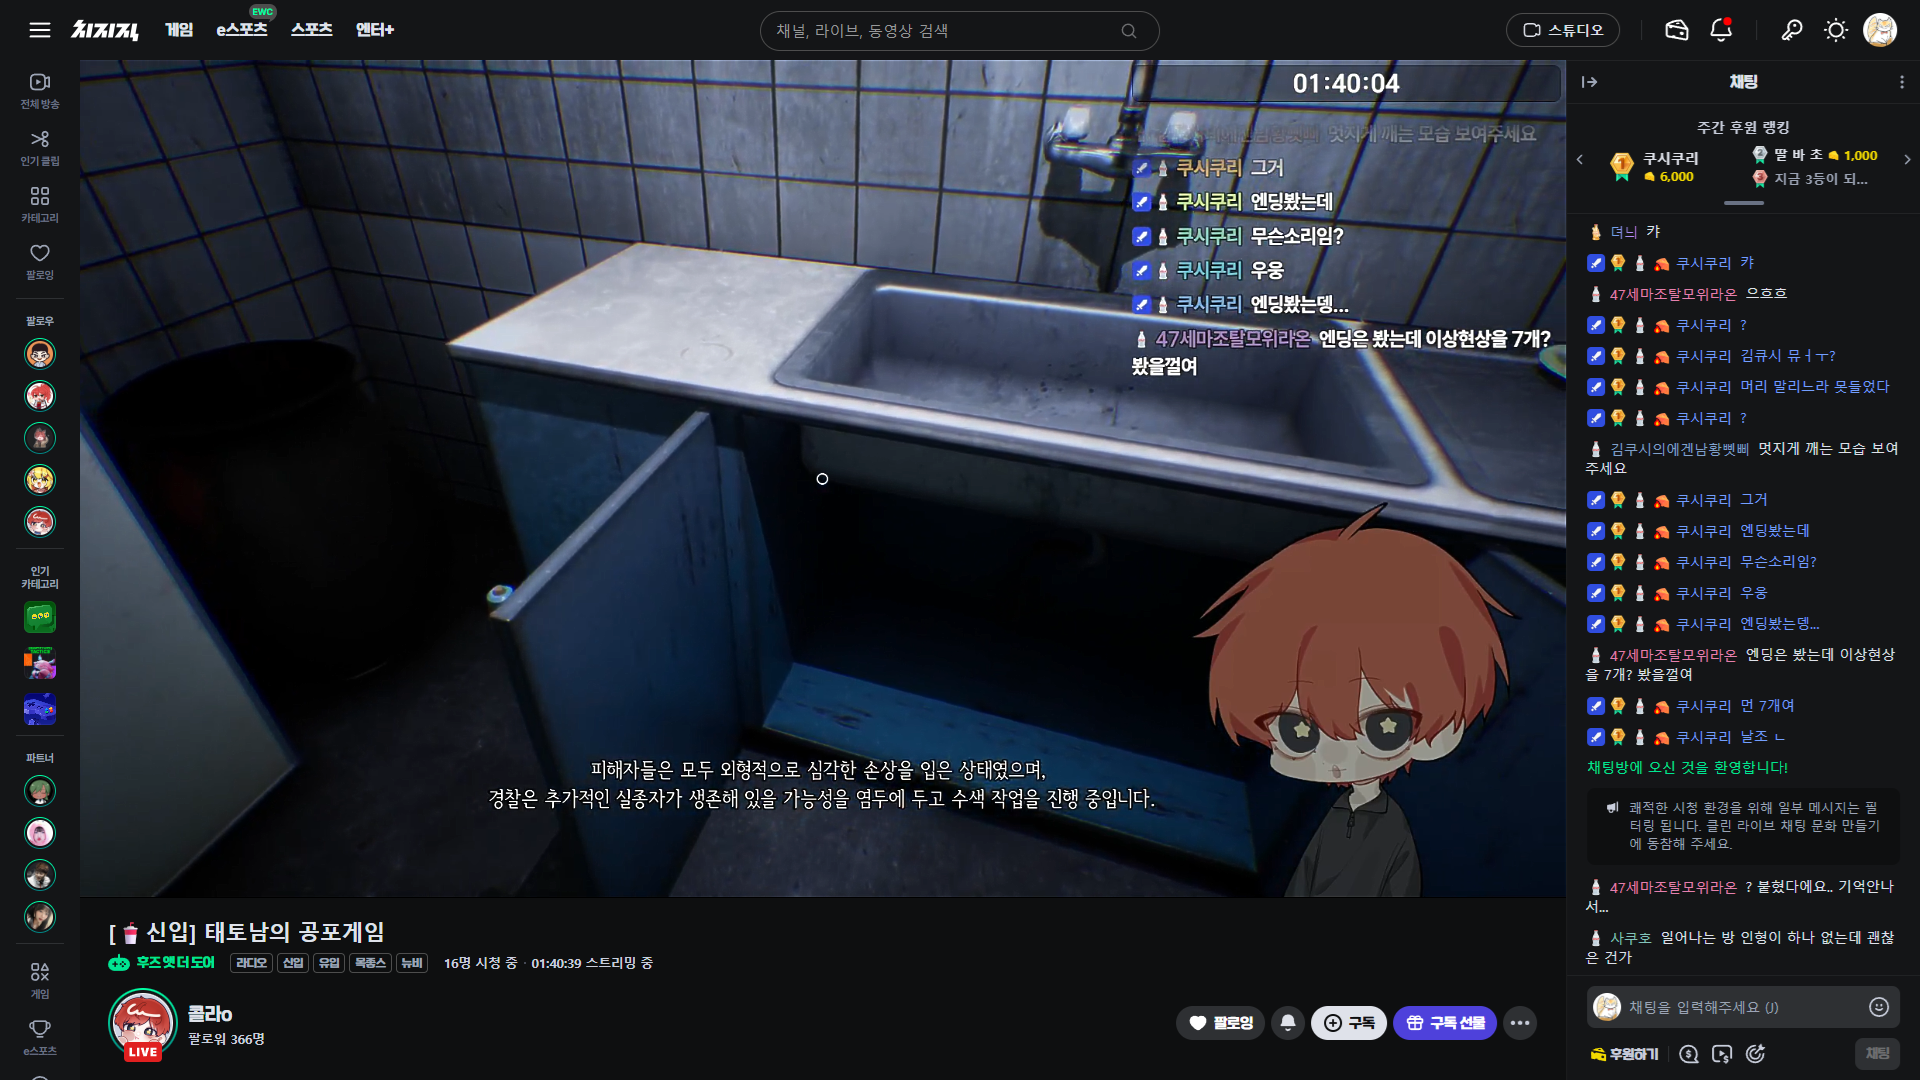 치지직
게임
e스포츠
EWC
스포츠
엔터+
채널, 라이브, 동영상 검색
스튜디오
전체 방송
인기 클립
카테고리
팔로잉
팔로우
인기
카테고리
파트너
게임
e스포츠
01:40:04
멋지게 깨는 모습 보여주세요
쿠시쿠리 그거
쿠시쿠리 엔딩봤는데
쿠시쿠리 무슨소리임?
쿠시쿠리 우웅
쿠시쿠리 엔딩봤는뎅...
47세마조탈모위라온 엔딩은 봤는데 이상현상을 7개?
봤을껄여
피해자들은 모두 외형적으로 심각한 손상을 입은 상태였으며,
경찰은 추가적인 실종자가 생존해 있을 가능성을 염두에 두고 수색 작업을 진행 중입니다.
[🥤신입] 태토남의 공포게임
후즈 앳 더 도어
라디오 신입 유입 목종스 뉴비
16명 시청 중 · 01:40:39 스트리밍 중
콜라o
팔로워 366명
LIVE
팔로잉
구독
구독 선물
채팅
주간 후원 랭킹
1 쿠시쿠리
6,000
2 딸 바 초 1,000
3 지금 3등이 되...
뎌늬 캬
쿠시쿠리 캬
47세마조탈모위라온 으흐흐
쿠시쿠리 ?
쿠시쿠리 김큐시 뮤ㅓㅜ?
쿠시쿠리 머리 말리느라 못들었다
쿠시쿠리 ?
김쿠시의에겐남황삣삐 멋지게 깨는 모습 보여
주세요
쿠시쿠리 그거
쿠시쿠리 엔딩봤는데
쿠시쿠리 무슨소리임?
쿠시쿠리 우웅
쿠시쿠리 엔딩봤는뎅...
47세마조탈모위라온 엔딩은 봤는데 이상현상
을 7개? 봤을껄여
쿠시쿠리 먼 7개여
쿠시쿠리 날조 ㄴ
채팅방에 오신 것을 환영합니다!
쾌적한 시청 환경을 위해 일부 메시지는 필
터링 됩니다. 클린 라이브 채팅 문화 만들기
에 동참해 주세요.
47세마조탈모위라온 ? 붙혔다에요.. 기억안나
서...
사쿠호 일어나는 방 인형이 하나 없는데 괜찮
은 건가
채팅을 입력해주세요 (J)
후원하기
채팅